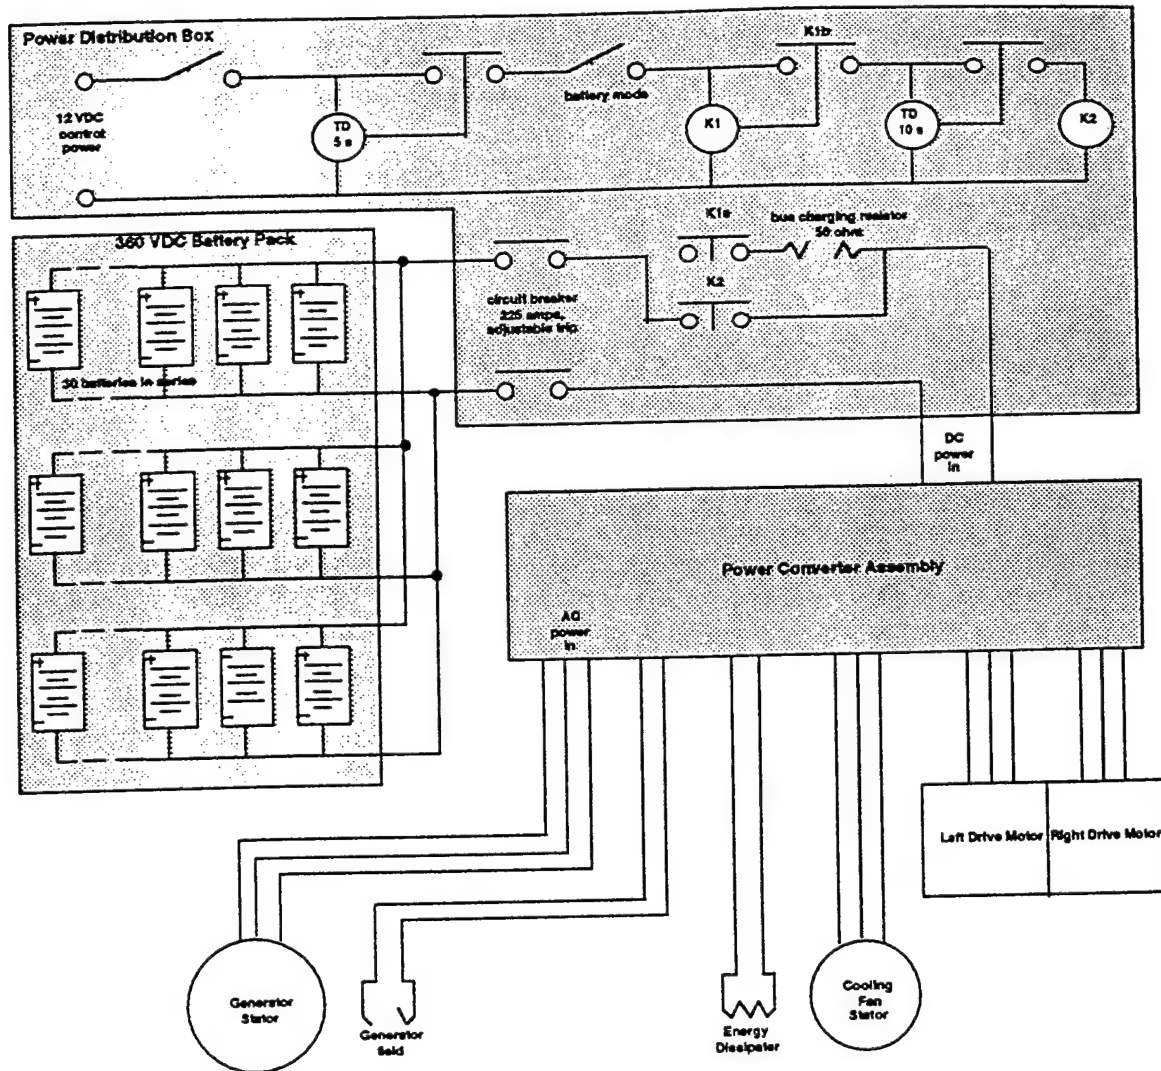 Power Distribution Box
K1b
12 VDC
control
power
battery mode
TD
5 s
K1
TD
10 s
K2
360 VDC Battery Pack
K1a
bus charging resistor
50 ohm
K2
circuit breaker
225 amps,
adjustable trip
30 batteries in series
DC
power
in
Power Converter Assembly
AC
power
in
Left Drive Motor
Right Drive Motor
Generator
Stator
Generator
field
Energy
Dissipater
Cooling
Fan
Stator